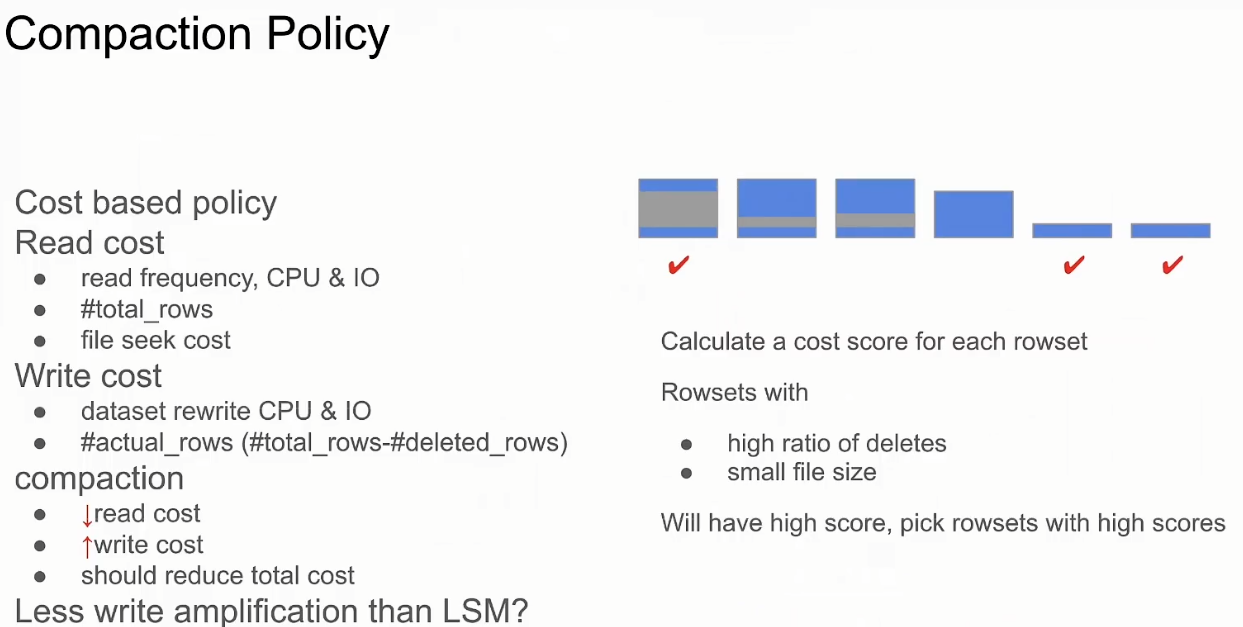 Compaction Policy
Cost based policy
Read cost
● read frequency, CPU & IO
● #total_rows
● file seek cost
Write cost
● dataset rewrite CPU & IO
● #actual_rows (#total_rows-#deleted_rows)
compaction
● ↓read cost
● ↑write cost
● should reduce total cost
Less write amplification than LSM?
✔ ✔ ✔
Calculate a cost score for each rowset
Rowsets with
● high ratio of deletes
● small file size
Will have high score, pick rowsets with high scores